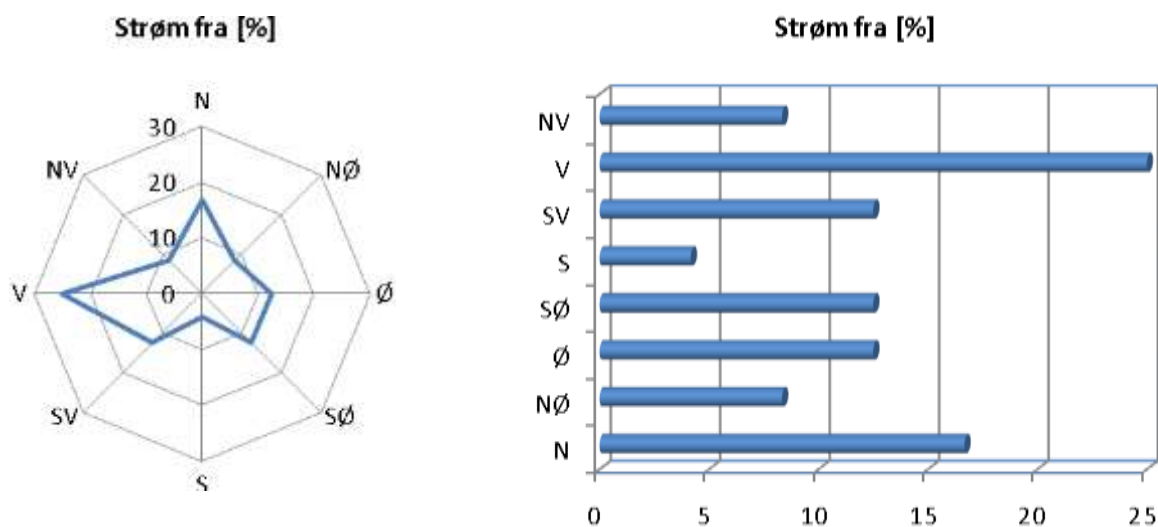 Strøm fra [%]
N
30
NV
NØ
20
10
V
0
Ø
SV
SØ
S
Strøm fra [%]
NV
V
SV
S
SØ
Ø
NØ
N
0 5 10 15 20 25